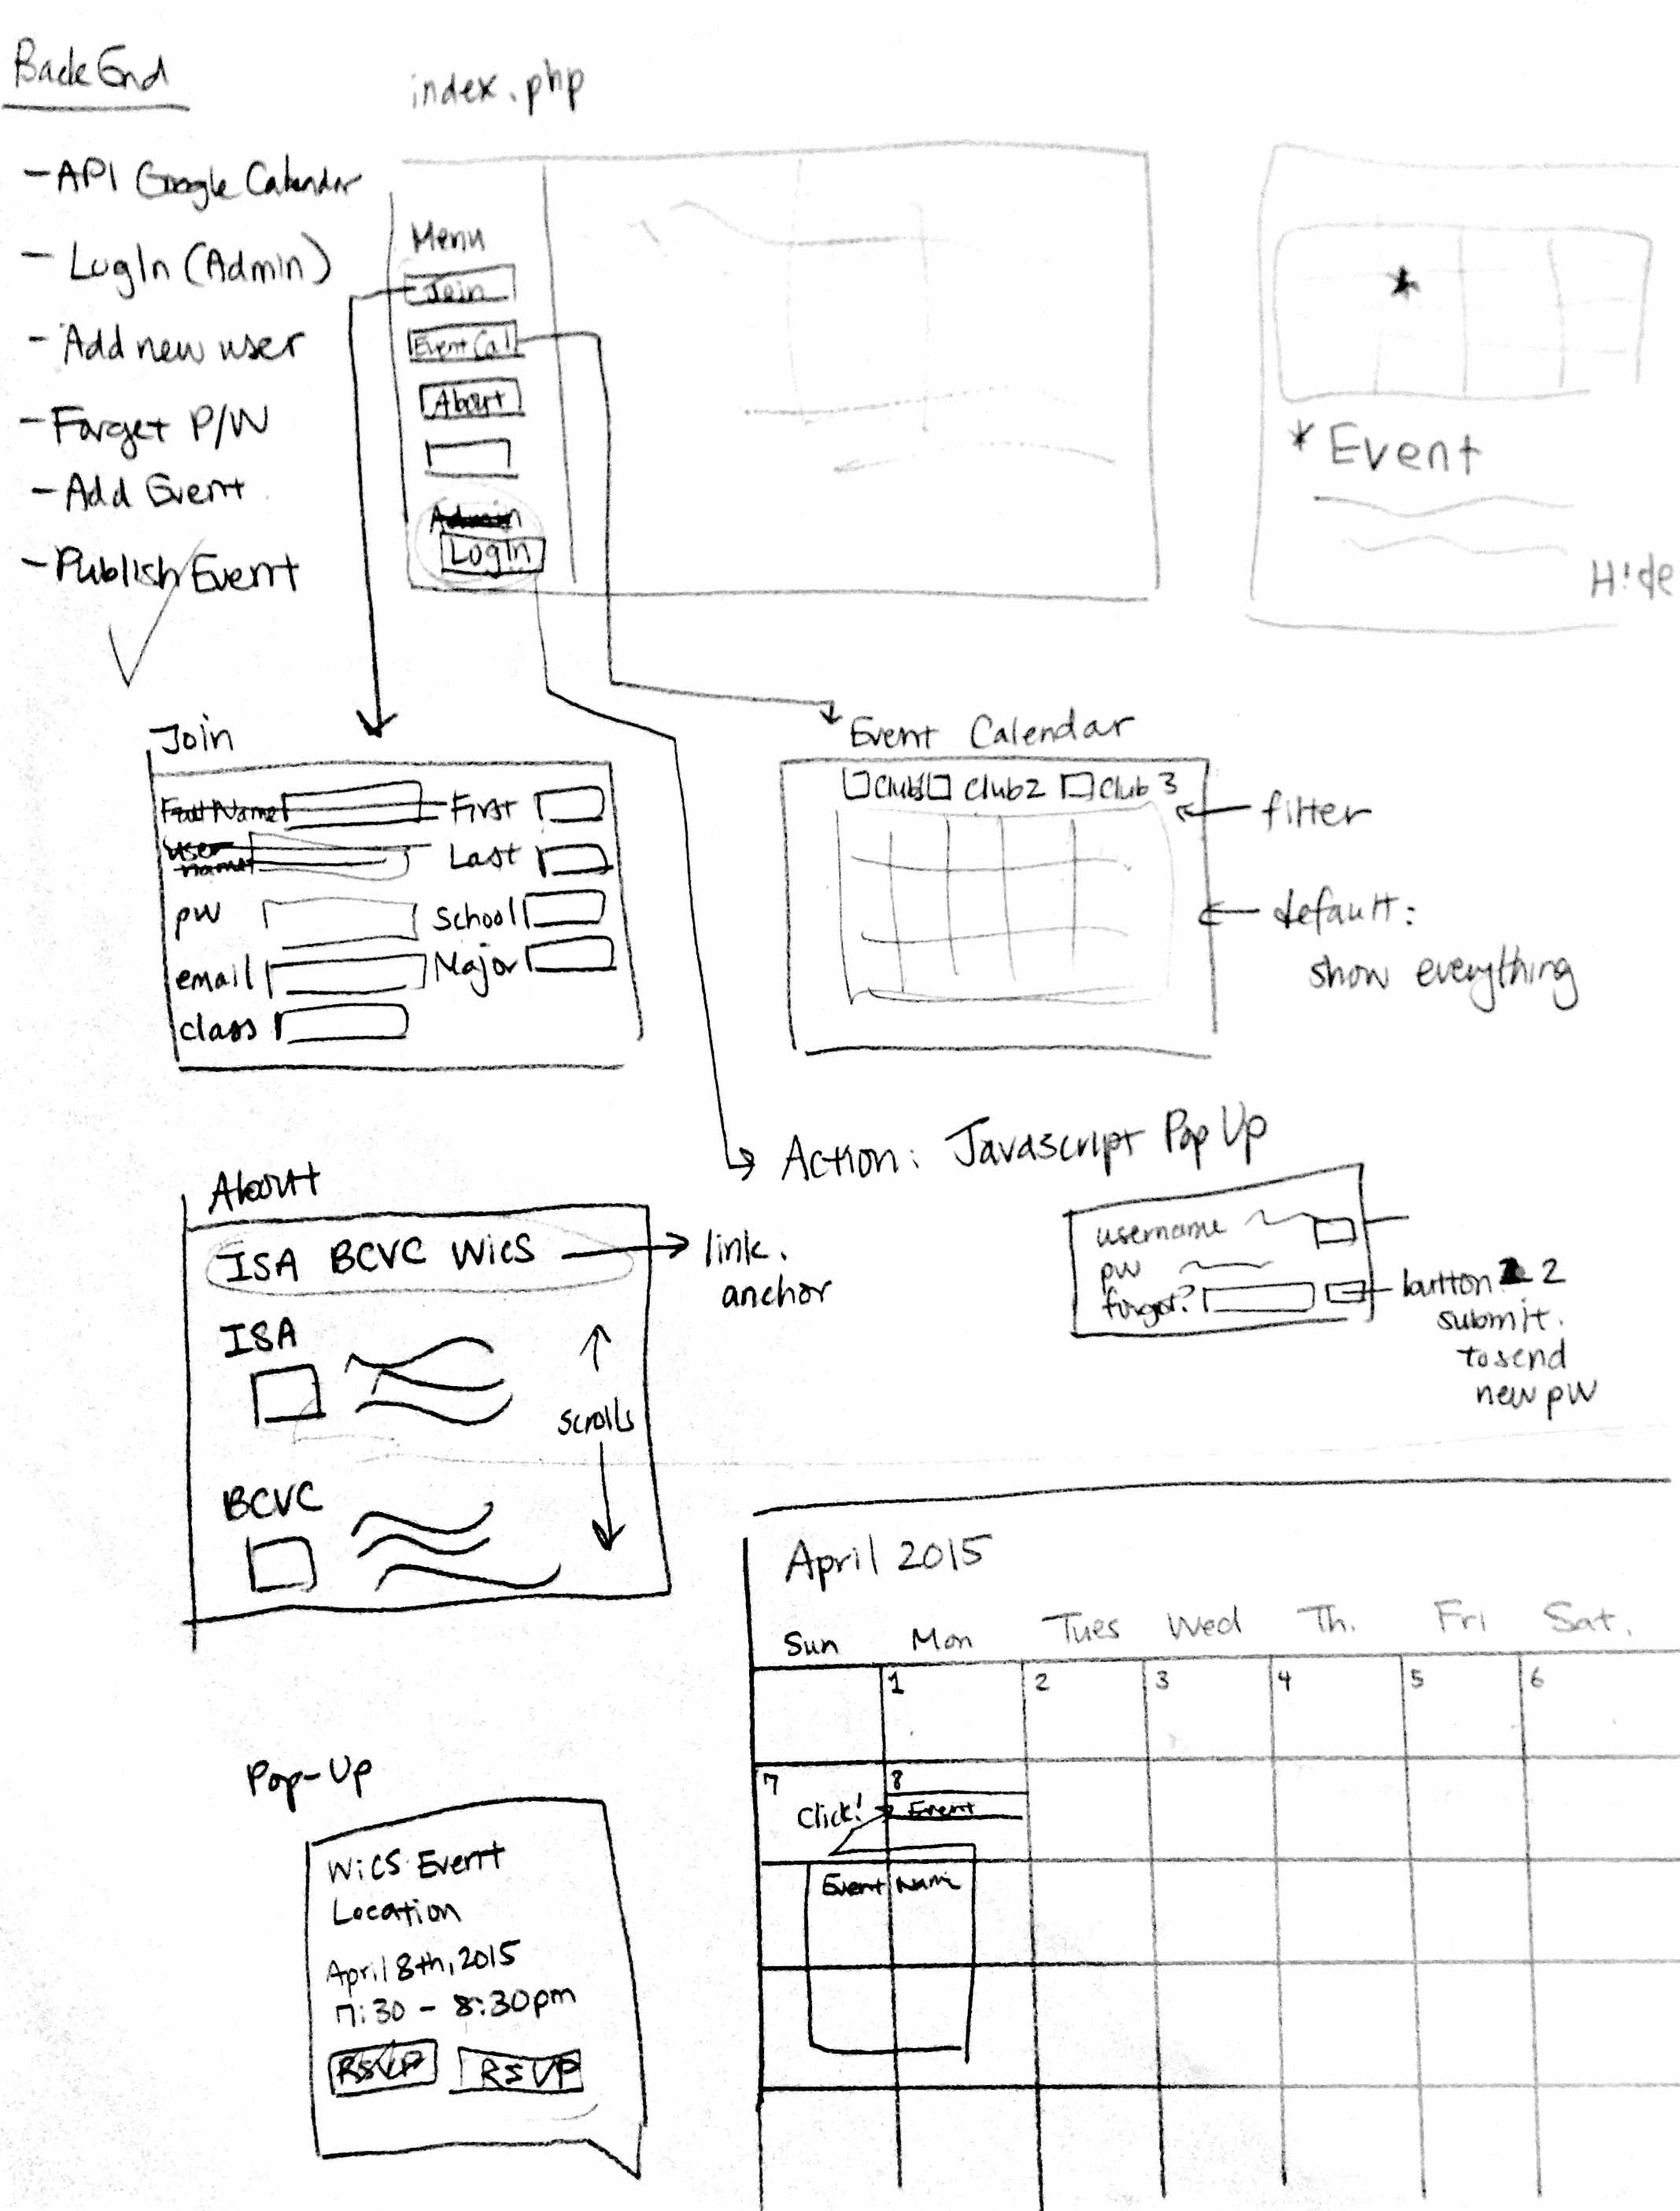 Back End
- API Google Calendar
- LogIn (Admin)
- Add new user
- Forget P/W
- Add Event
- Publish Event
index.php
Menu
Join
Event Cal
About
Admin
LogIn
* Event
Hide
Join
Full Name First
user name Last
pw School
email Major
class
Event Calendar
Club1 Club2 Club 3
filter
default:
show everything
Action: Javascript Pop Up
username
pw
forgot?
button 2
submit.
to send
new pw
About
ISA BCVC WiCS
link.
anchor
ISA
scrolls
BCVC
April 2015
Sun Mon Tues Wed Th. Fri Sat.
1 2 3 4 5 6
7 8
Click! Event
Event Name
Pop-Up
WiCS Event
Location
April 8th, 2015
7:30 - 8:30pm
RSVP RSVP